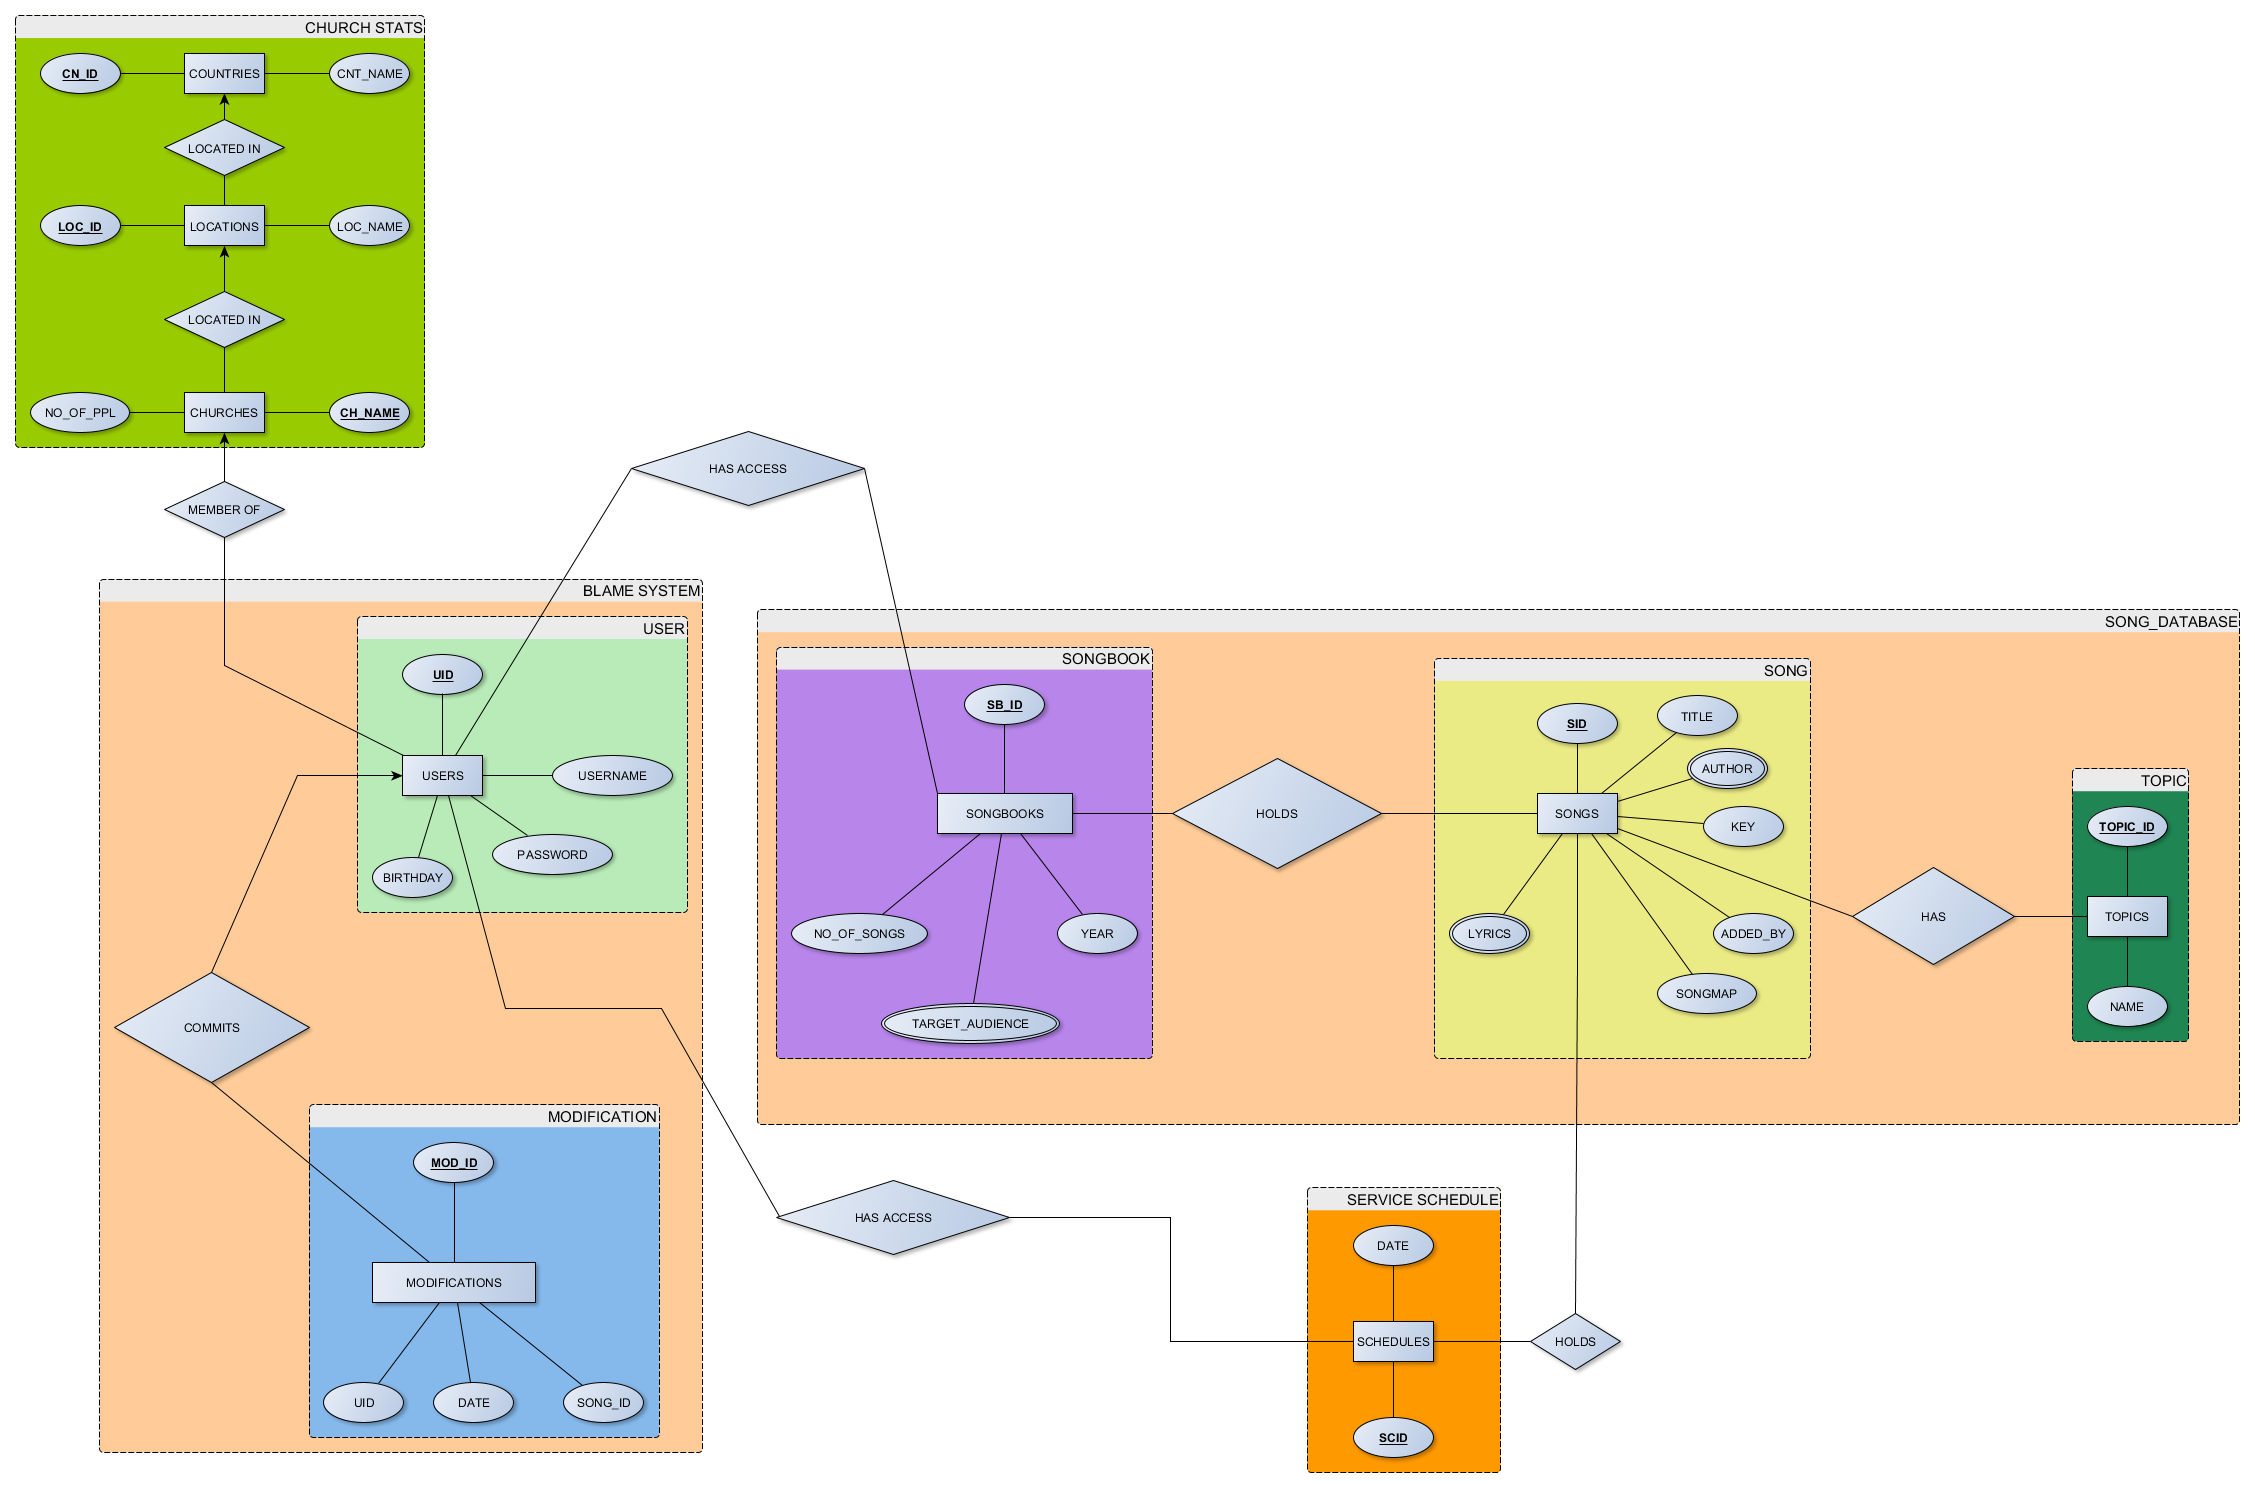 CHURCH STATS
CN_ID
COUNTRIES
CNT_NAME
LOCATED IN
LOC_ID
LOCATIONS
LOC_NAME
LOCATED IN
NO_OF_PPL
CHURCHES
CH_NAME
MEMBER OF
HAS ACCESS
BLAME SYSTEM
USER
UID
USERS
USERNAME
PASSWORD
BIRTHDAY
COMMITS
MODIFICATION
MOD_ID
MODIFICATIONS
UID
DATE
SONG_ID
SONG_DATABASE
SONGBOOK
SB_ID
SONGBOOKS
NO_OF_SONGS
YEAR
TARGET_AUDIENCE
HOLDS
SONG
SID
TITLE
AUTHOR
SONGS
KEY
LYRICS
ADDED_BY
SONGMAP
HAS
TOPIC
TOPIC_ID
TOPICS
NAME
HAS ACCESS
SERVICE SCHEDULE
DATE
SCHEDULES
HOLDS
SCID